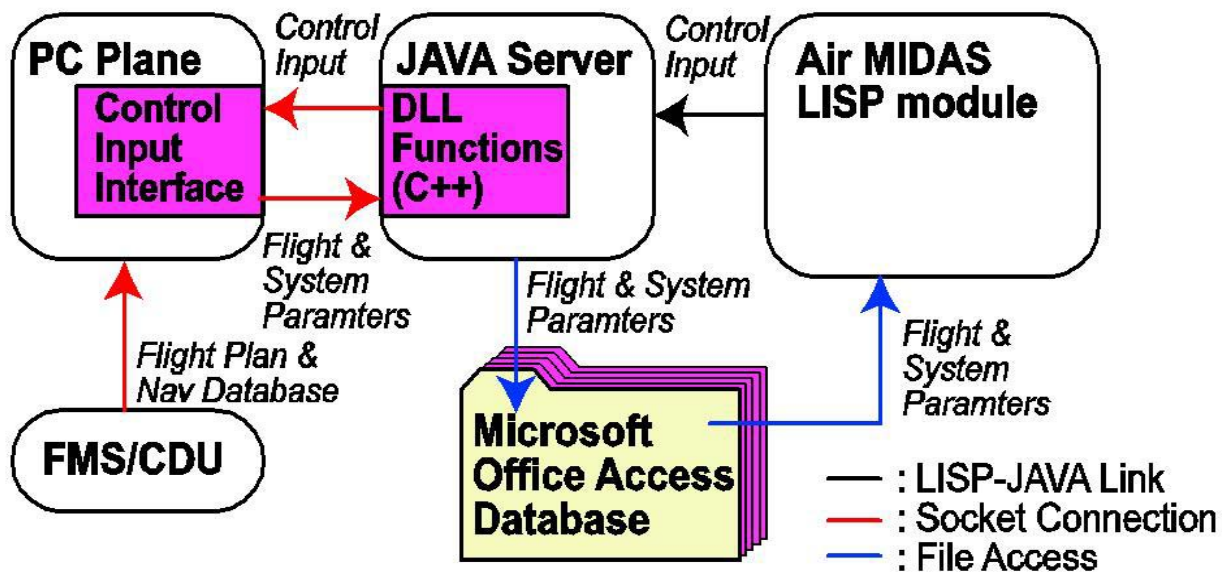 PC Plane
Control
Input
Interface
Control
Input
JAVA Server
DLL
Functions
(C++)
Control
Input
Air MIDAS
LISP module
Flight &
System
Paramters
Flight & System
Paramters
Flight &
System
Paramters
Flight Plan &
Nav Database
FMS/CDU
Microsoft
Office Access
Database
: LISP-JAVA Link
: Socket Connection
: File Access